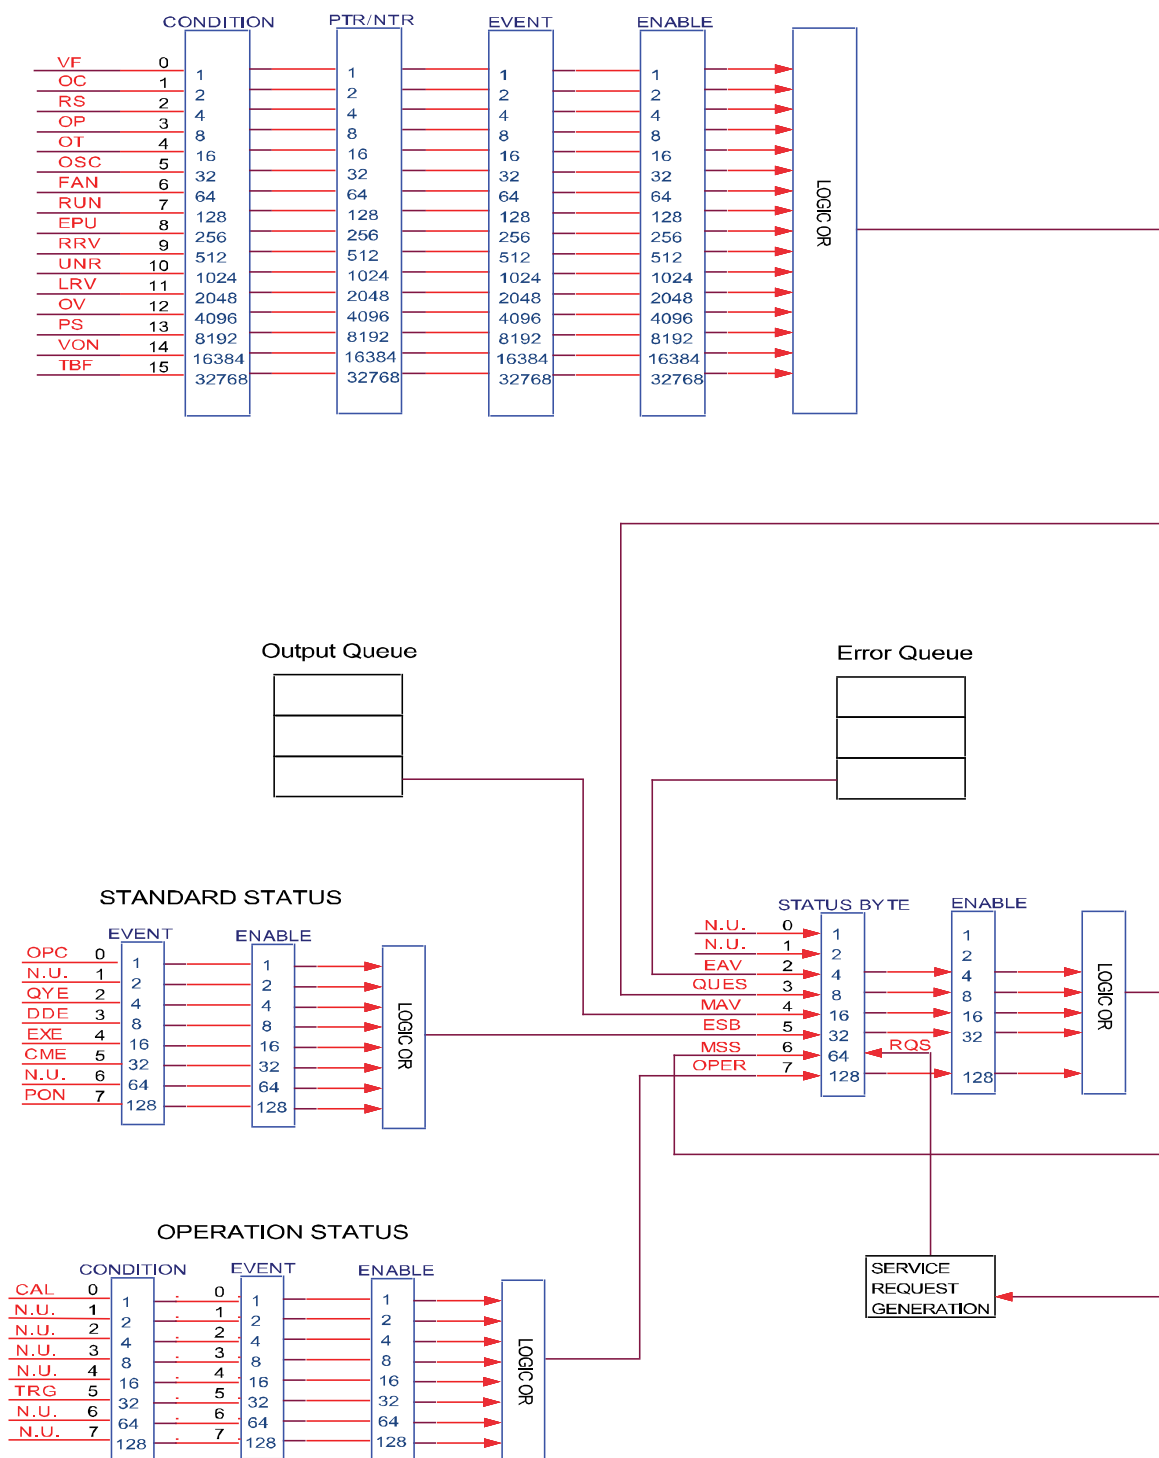 CONDITION PTR/NTR EVENT ENABLE
VF 0 1 1 1 1
OC 1 2 2 2 2
RS 2 4 4 4 4
OP 3 8 8 8 8
OT 4 16 16 16 16
OSC 5 32 32 32 32
FAN 6 64 64 64 64
RUN 7 128 128 128 128
EPU 8 256 256 256 256
RRV 9 512 512 512 512
UNR 10 1024 1024 1024 1024
LRV 11 2048 2048 2048 2048
OV 12 4096 4096 4096 4096
PS 13 8192 8192 8192 8192
VON 14 16384 16384 16384 16384
TBF 15 32768 32768 32768 32768
LOGIC OR
Output Queue
Error Queue
STANDARD STATUS
EVENT ENABLE
OPC 0 1 1
N.U. 1 2 2
QYE 2 4 4
DDE 3 8 8
EXE 4 16 16
CME 5 32 32
N.U. 6 64 64
PON 7 128 128
LOGIC OR
STATUS BYTE ENABLE
N.U. 0 1 1
N.U. 1 2 2
EAV 2 4 4
QUES 3 8 8
MAV 4 16 16
ESB 5 32 32
MSS 6 64 RQS
OPER 7 128 128
LOGIC OR
SERVICE
REQUEST
GENERATION
OPERATION STATUS
CONDITION EVENT ENABLE
CAL 0 1 0 1 1
N.U. 1 2 1 2 2
N.U. 2 4 2 4 4
N.U. 3 8 3 8 8
N.U. 4 16 4 16 16
TRG 5 32 5 32 32
N.U. 6 64 6 64 64
N.U. 7 128 7 128 128
LOGIC OR